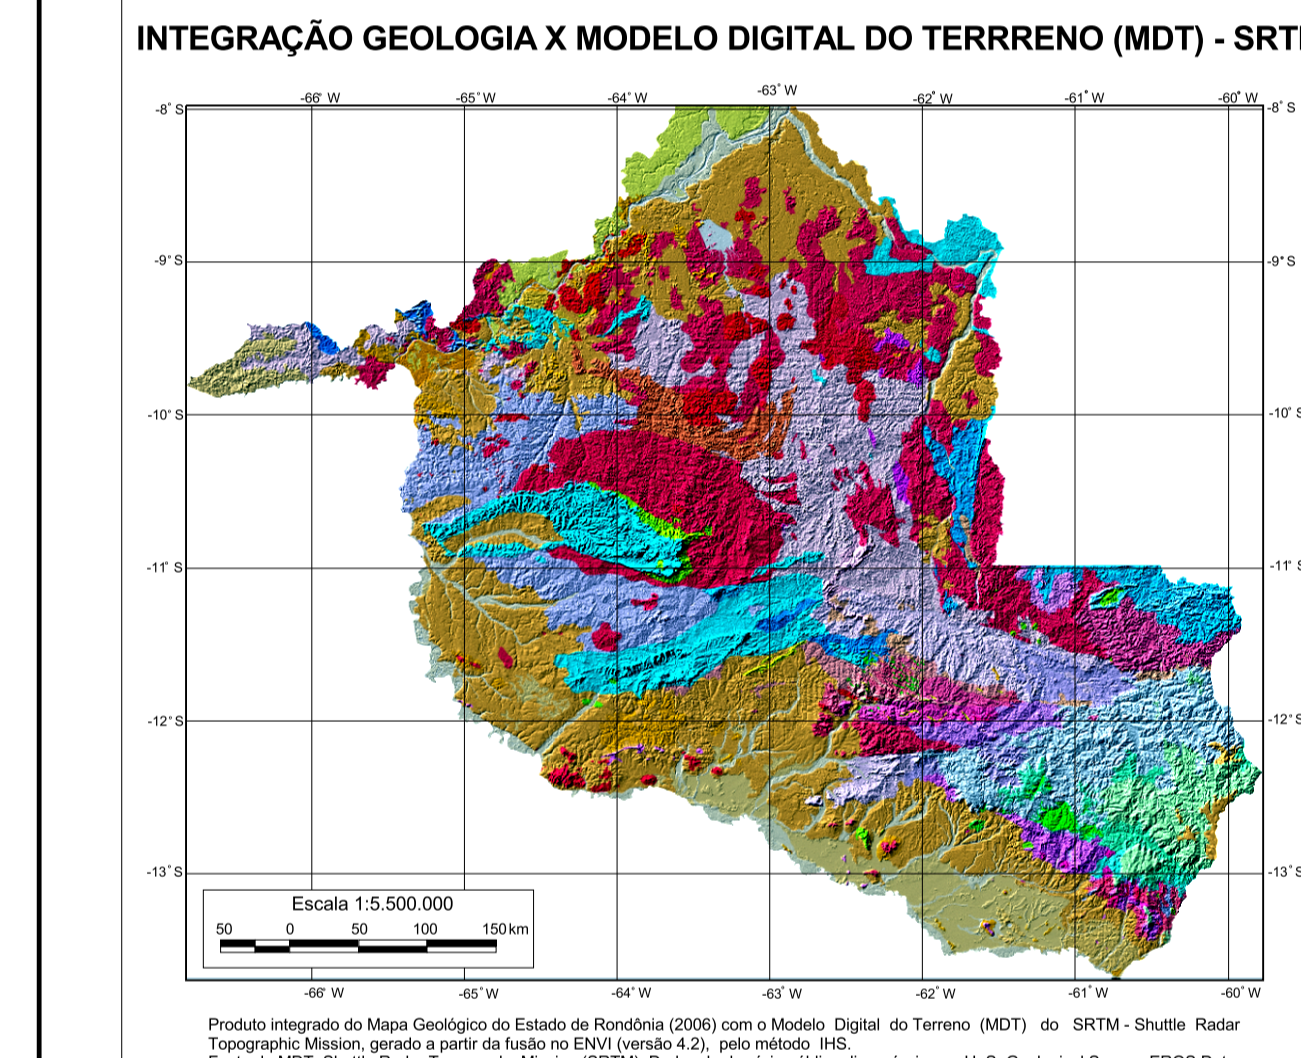 INTEGRAÇÃO GEOLOGIA X MODELO DIGITAL DO TERRRENO (MDT) -
-66° W -65° W -64° W -63° W -62° W -61° W -60° W
-8° S -8° S
-9° S -9° S
-10° S -10° S
-11° S -11° S
-12° S -12° S
-13° S -13° S
Escala 1:5.500.000
50 0 50 100 150 km
-66° W -65° W -64° W -63° W -62° W -61° W -60° W
Produto integrado do Mapa Geológico do Estado de Rondônia (2006) com o Modelo Digital do Terreno (MDT) do SRTM - Shuttle Radar
Topographic Mission, gerado a partir da fusão no ENVI (versão 4.2), pelo método IHS.